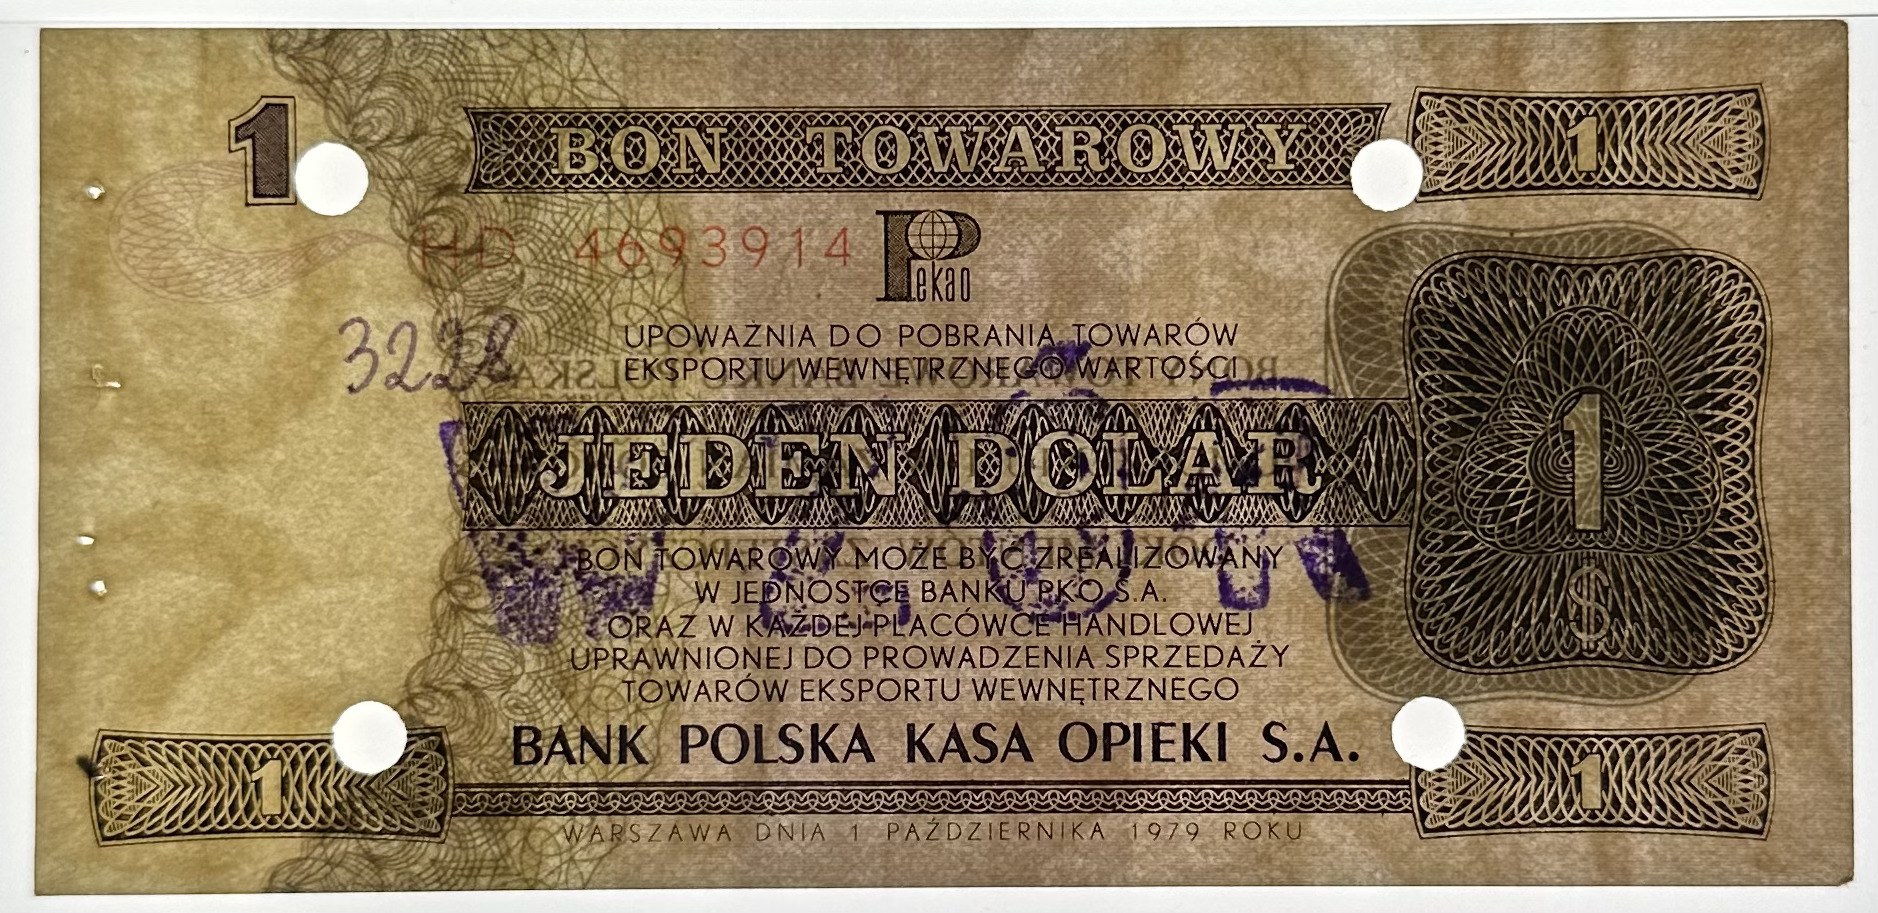 1 BON TOWAROWY 1
HD 4693914 Pekao
3228
UPOWAŻNIA DO POBRANIA TOWARÓW
EKSPORTU WEWNĘTRZNEGO WARTOŚCI
JEDEN DOLAR
1
$
WZÓR
BON TOWAROWY MOŻE BYĆ ZREALIZOWANY
W JEDNOSTCE BANKU PKO S.A.
ORAZ W KAŻDEJ PLACÓWCE HANDLOWEJ
UPRAWNIONEJ DO PROWADZENIA SPRZEDAŻY
TOWARÓW EKSPORTU WEWNĘTRZNEGO
BANK POLSKA KASA OPIEKI S.A.
1 1
WARSZAWA DNIA 1 PAŹDZIERNIKA 1979 ROKU